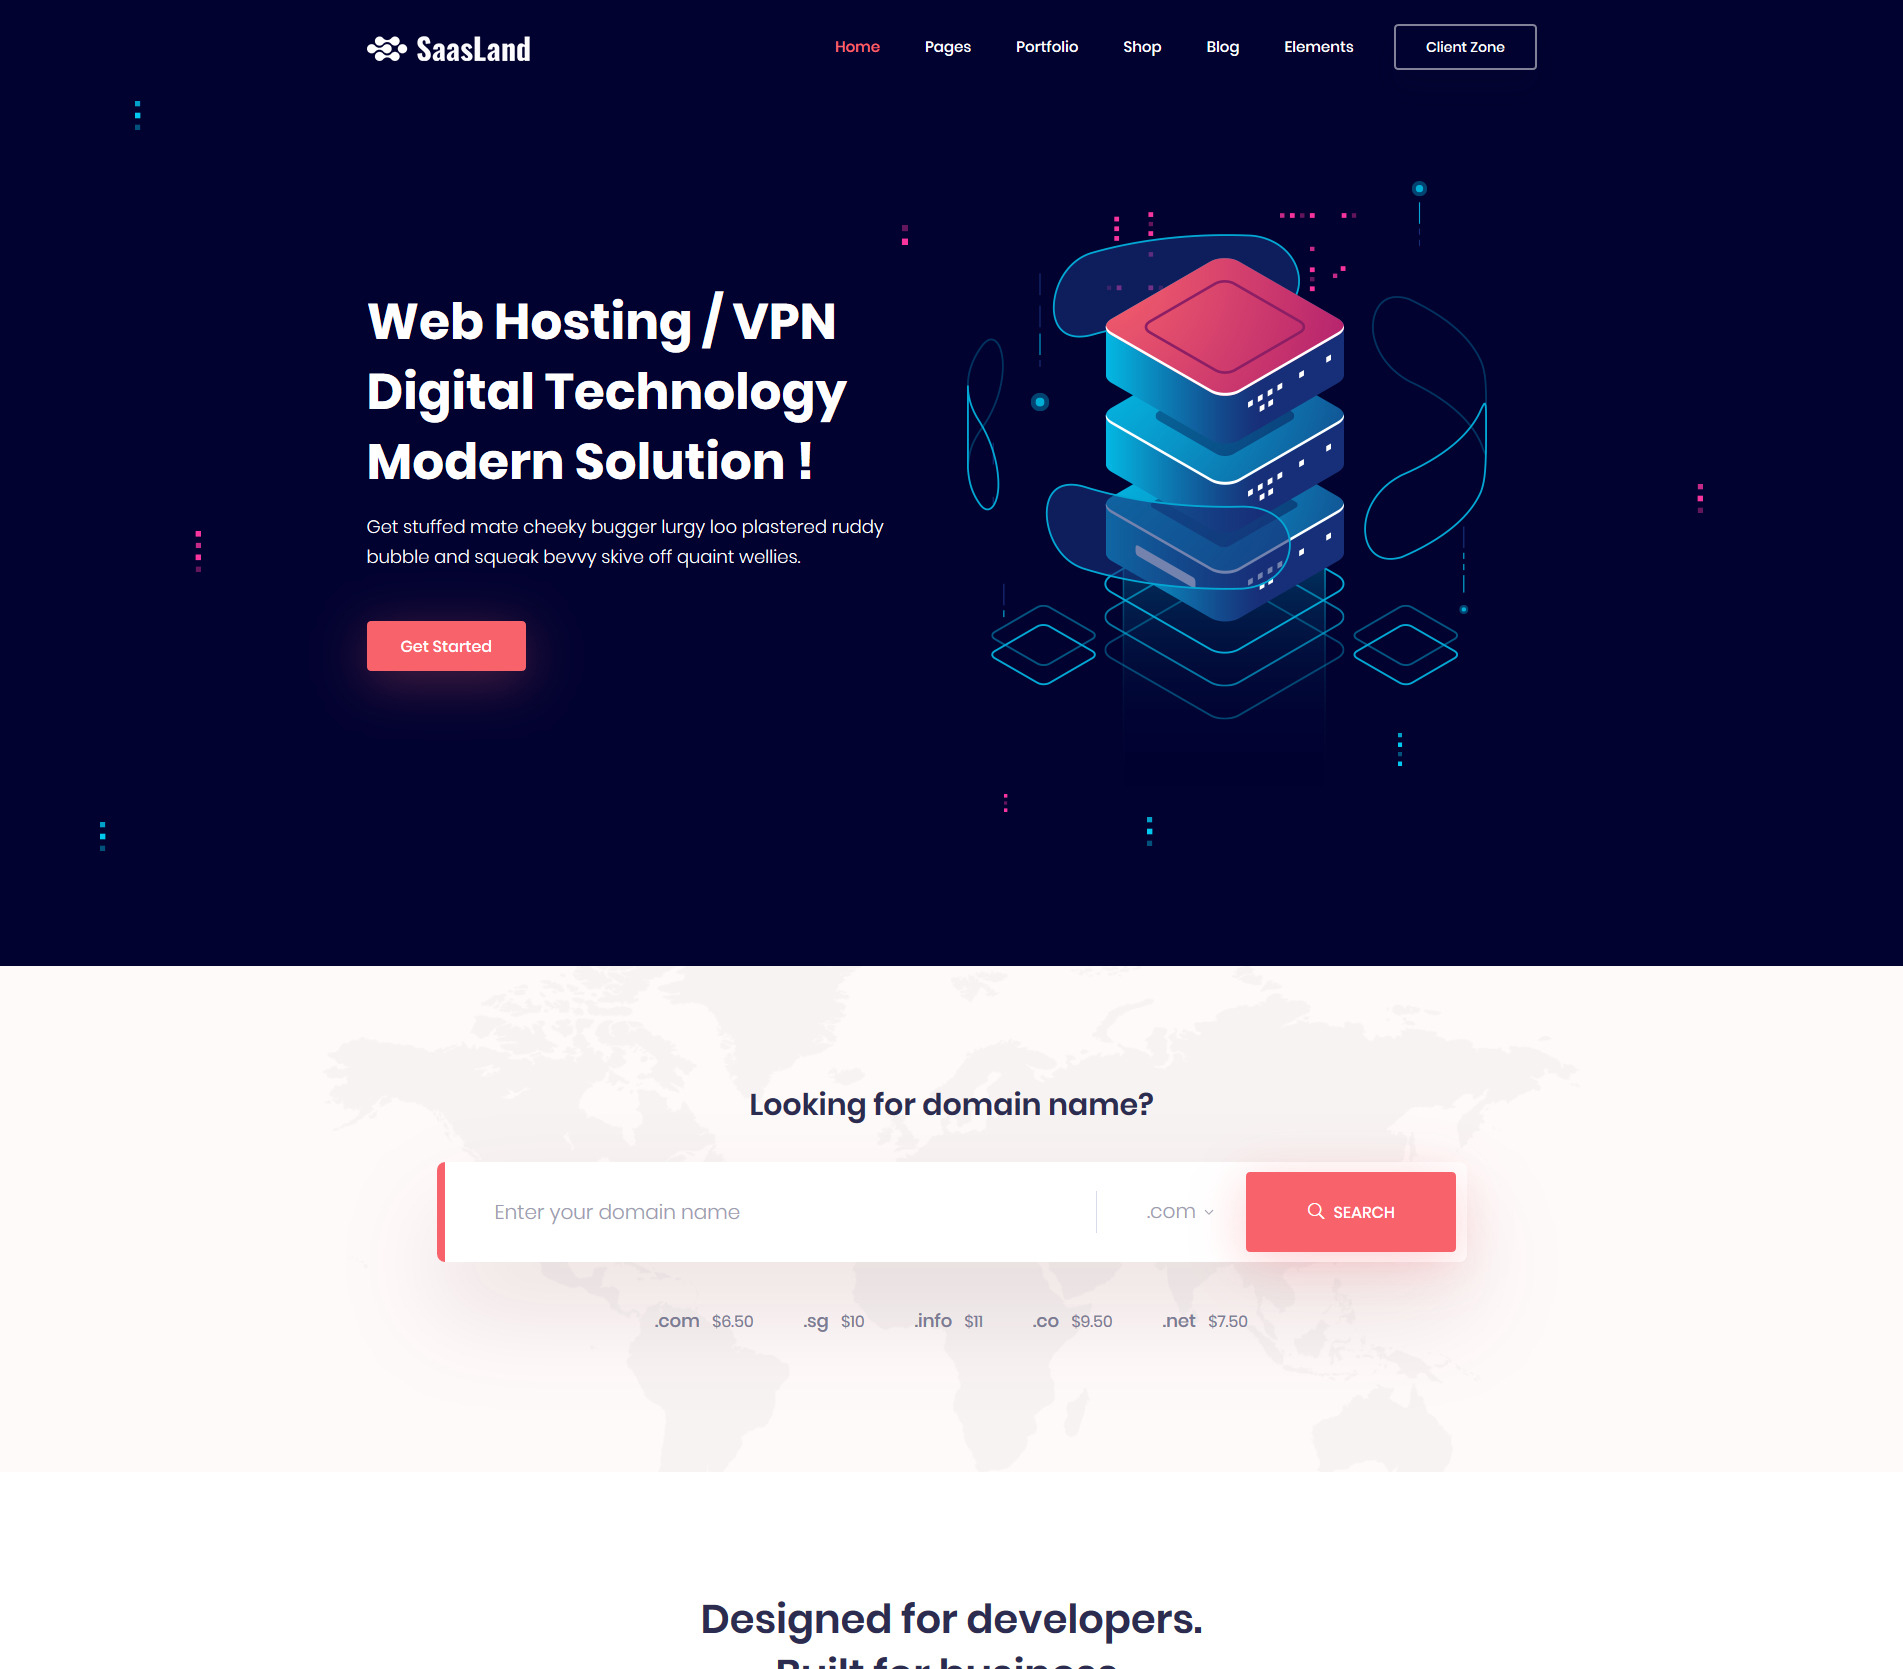 SaasLand
Home Pages Portfolio Shop Blog Elements Client Zone
Web Hosting / VPN
Digital Technology
Modern Solution !
Get stuffed mate cheeky bugger lurgy loo plastered ruddy
bubble and squeak bevvy skive off quaint wellies.
Get Started
Looking for domain name?
Enter your domain name .com SEARCH
.com $6.50 .sg $10 .info $11 .co $9.50 .net $7.50
Designed for developers.
Built for business